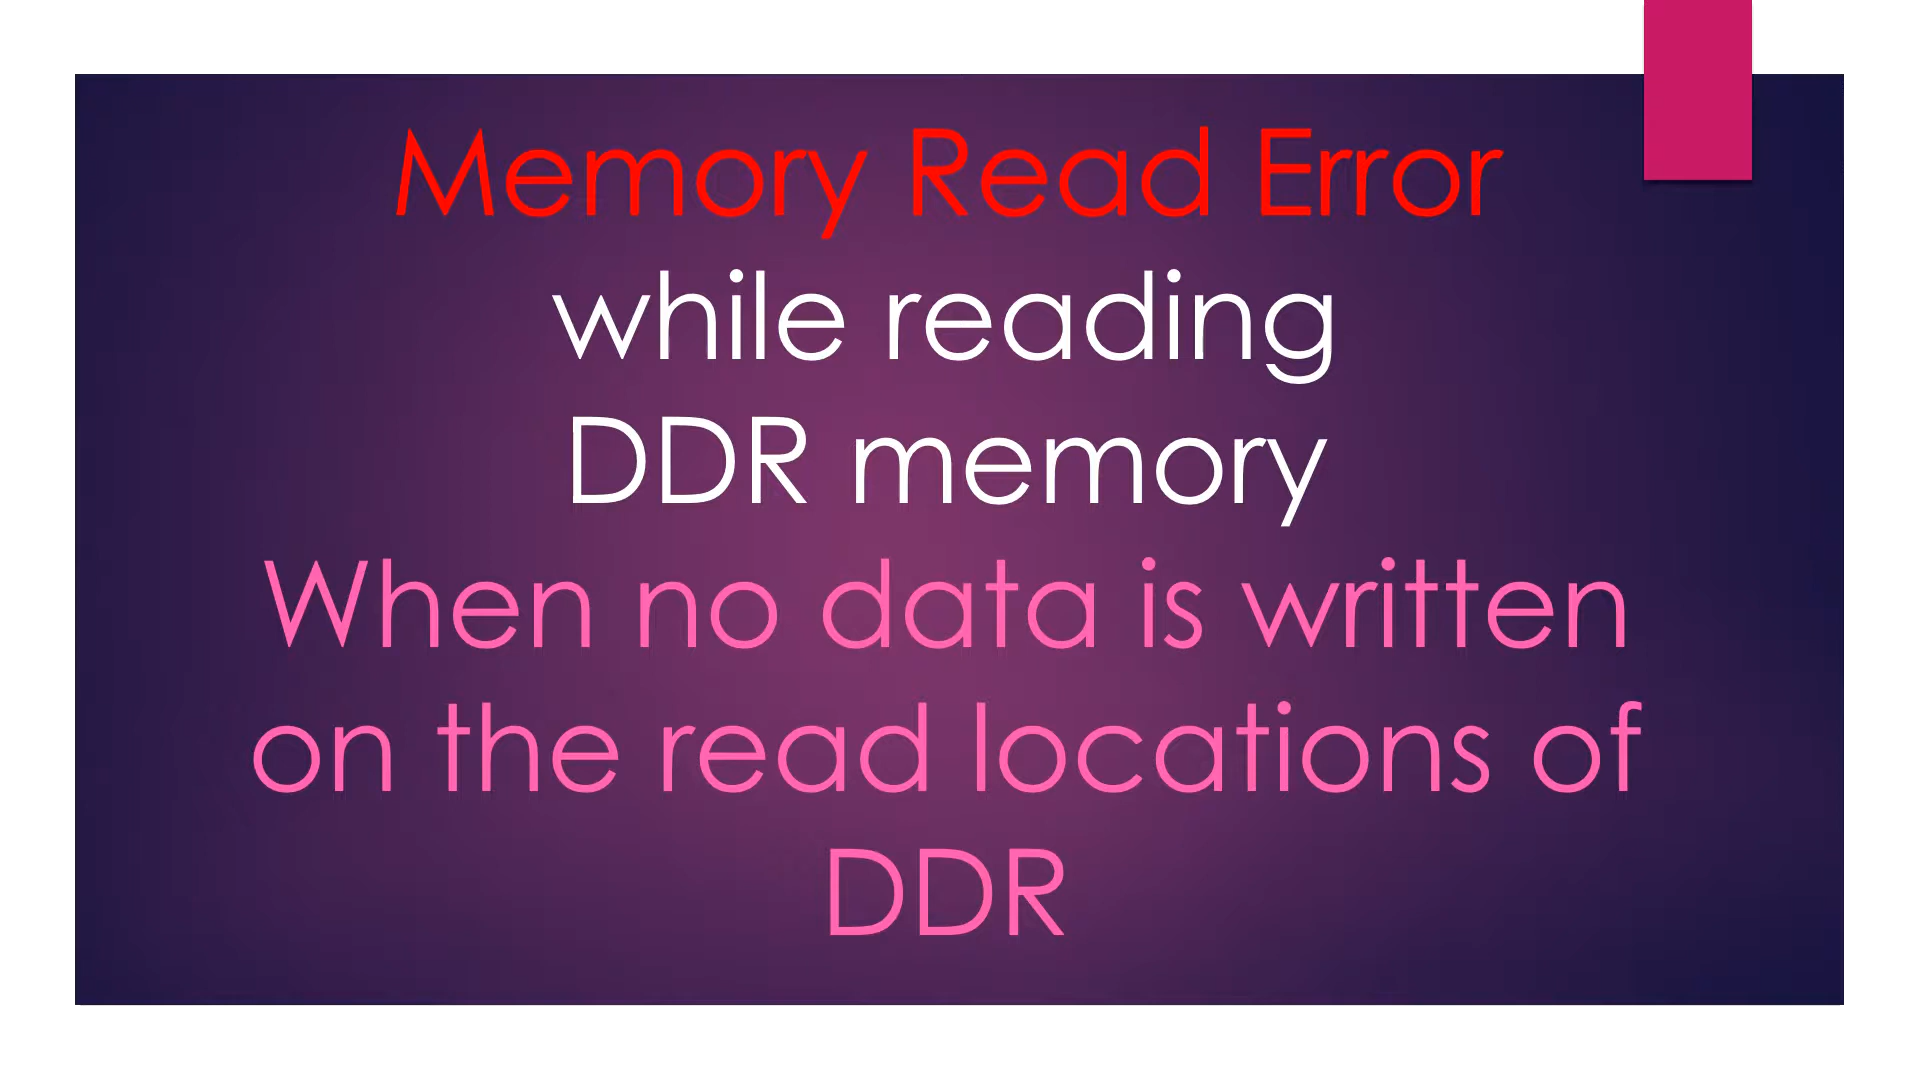 Memory Read Error
while reading
DDR memory
When no data is written
on the read locations of
DDR